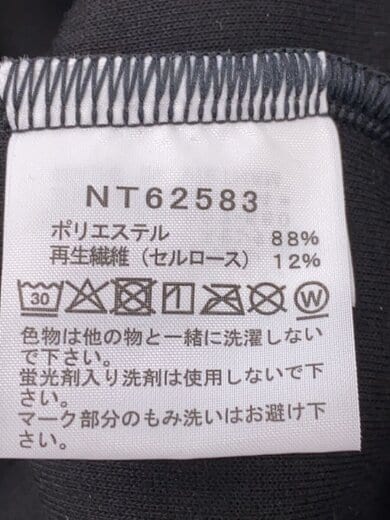 NT62583
ポリエステル 88%
再生繊維（セルロース） 12%
30 W
色物は他の物と一緒に洗濯しない
で下さい。
蛍光剤入り洗剤は使用しないで下
さい。
マーク部分のもみ洗いはお避け下
さい。